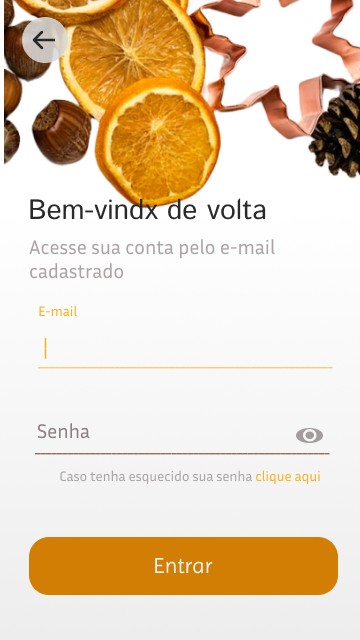 Bem-vindx de volta
Acesse sua conta pelo e-mail
cadastrado
E-mail
Senha
Caso tenha esquecido sua senha clique aqui
Entrar